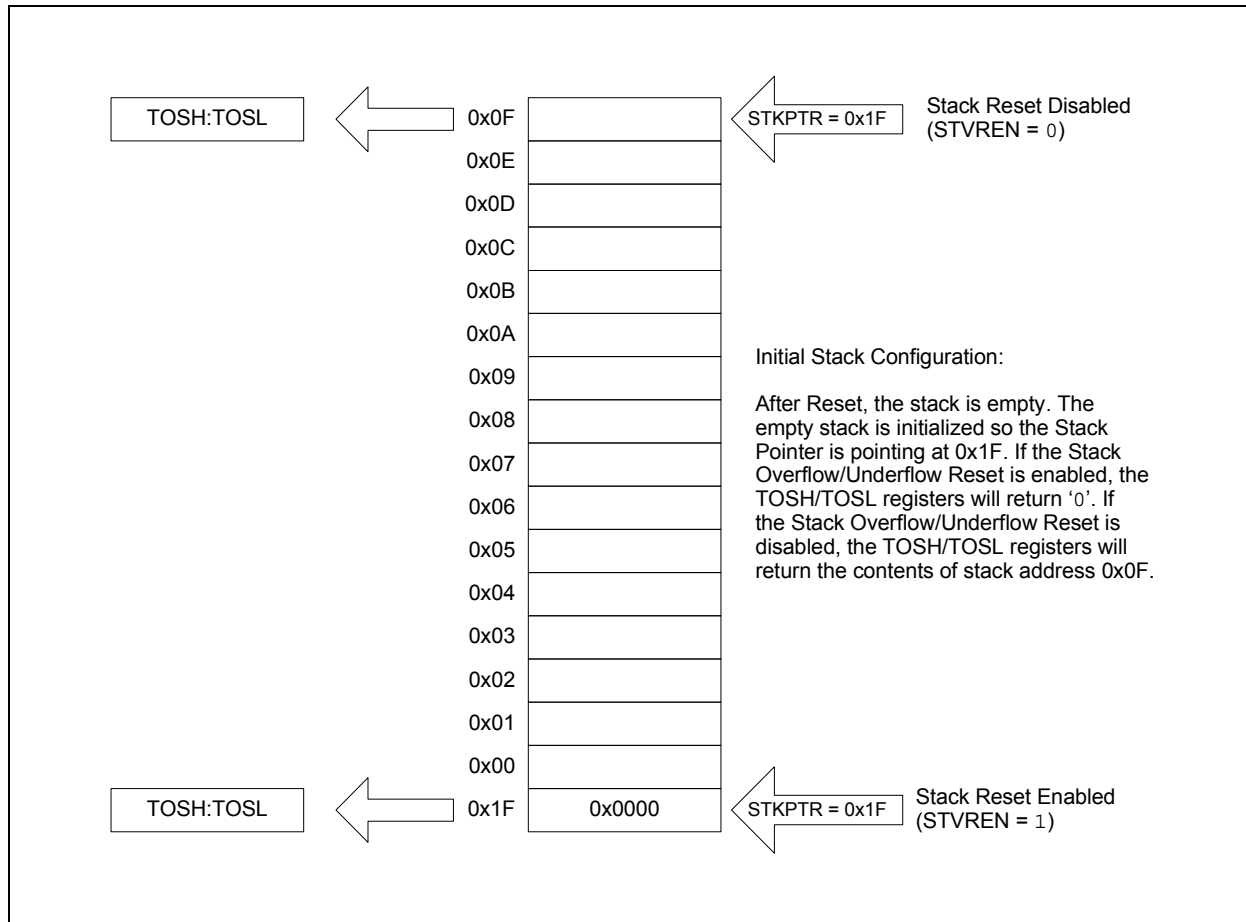 TOSH:TOSL
0x0F
STKPTR = 0x1F
Stack Reset Disabled
(STVREN = 0)
0x0E
0x0D
0x0C
0x0B
0x0A
0x09
0x08
0x07
0x06
0x05
0x04
0x03
0x02
0x01
0x00
Initial Stack Configuration:
After Reset, the stack is empty. The
empty stack is initialized so the Stack
Pointer is pointing at 0x1F. If the Stack
Overflow/Underflow Reset is enabled, the
TOSH/TOSL registers will return ‘0’. If
the Stack Overflow/Underflow Reset is
disabled, the TOSH/TOSL registers will
return the contents of stack address 0x0F.
TOSH:TOSL
0x1F
0x0000
STKPTR = 0x1F
Stack Reset Enabled
(STVREN = 1)